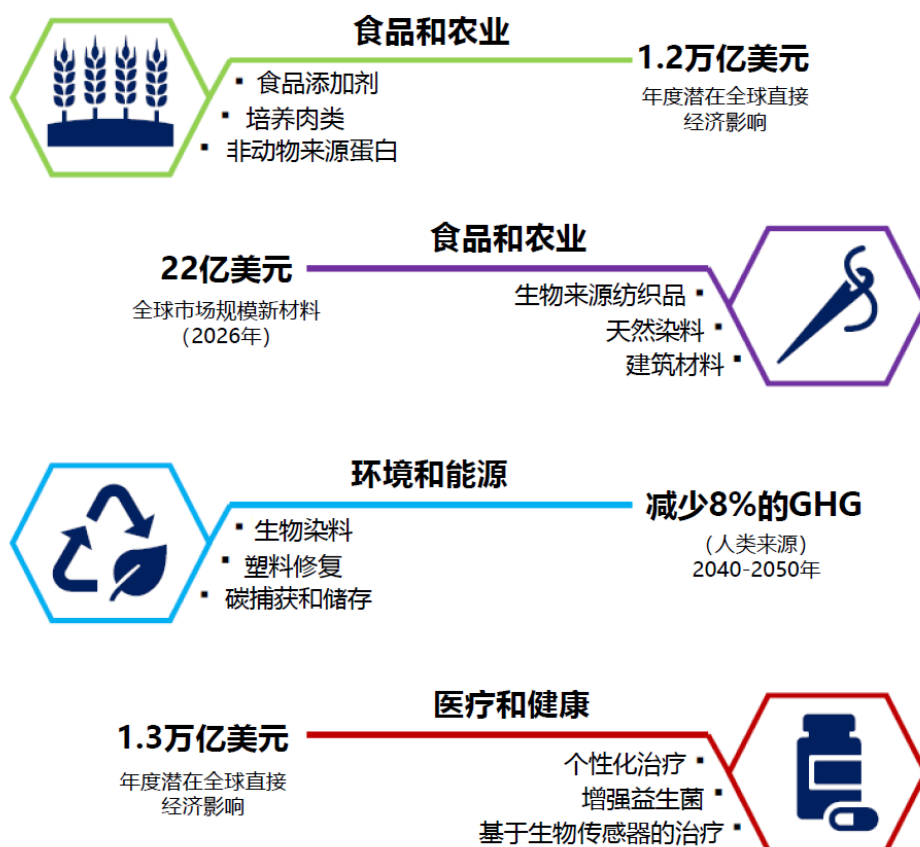 食品和农业
▪ 食品添加剂
▪ 培养肉类
▪ 非动物来源蛋白
1.2万亿美元
年度潜在全球直接
经济影响
食品和农业
22亿美元
全球市场规模新材料
（2026年）
生物来源纺织品 ▪
天然染料 ▪
建筑材料 ▪
环境和能源
▪ 生物染料
▪ 塑料修复
▪ 碳捕获和储存
减少8%的GHG
（人类来源）
2040-2050年
医疗和健康
1.3万亿美元
年度潜在全球直接
经济影响
个性化治疗 ▪
增强益生菌 ▪
基于生物传感器的治疗 ▪